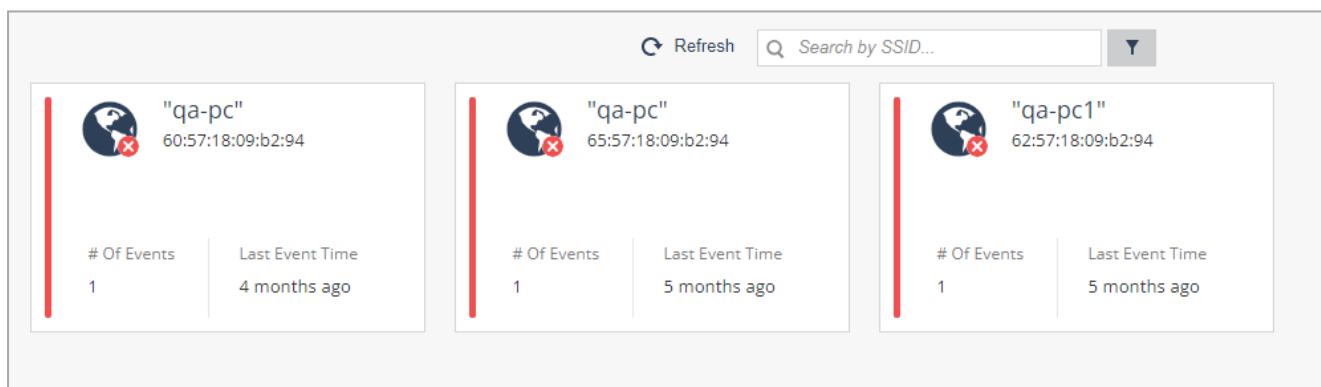 Refresh
Search by SSID...
"qa-pc"
60:57:18:09:b2:94
# Of Events
Last Event Time
1
4 months ago
"qa-pc"
65:57:18:09:b2:94
# Of Events
Last Event Time
1
5 months ago
"qa-pc1"
62:57:18:09:b2:94
# Of Events
Last Event Time
1
5 months ago